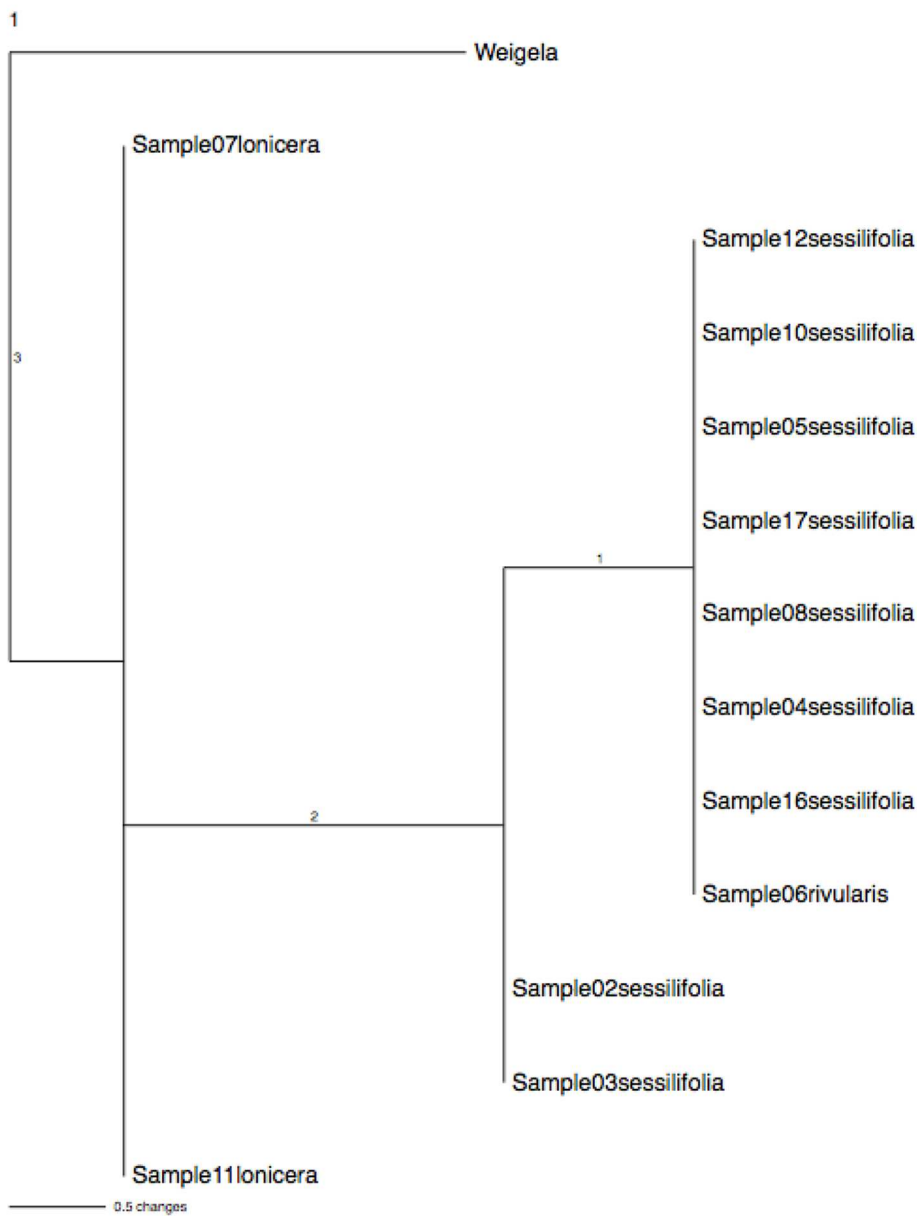 1
Weigela
Sample07lonicera
Sample12sessilifolia
Sample10sessilifolia
3
Sample05sessilifolia
Sample17sessilifolia
1
Sample08sessilifolia
Sample04sessilifolia
Sample16sessilifolia
2
Sample06rivularis
Sample02sessilifolia
Sample03sessilifolia
Sample11lonicera
0.5 changes